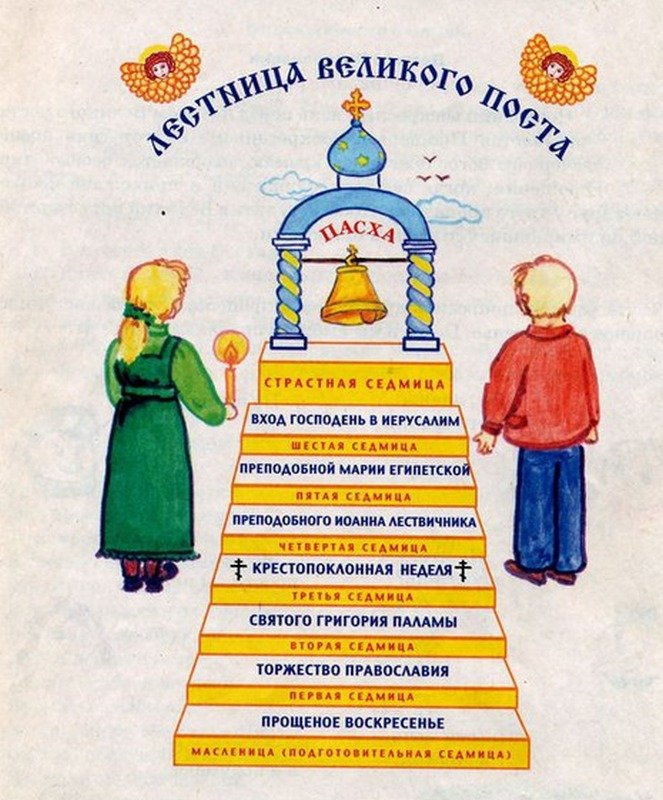 ЛЕСТНИЦА ВЕЛИКОГО ПОСТА
ПАСХА
СТРАСТНАЯ СЕДМИЦА
ВХОД ГОСПОДЕНЬ В ИЕРУСАЛИМ
ШЕСТАЯ СЕДМИЦА
ПРЕПОДОБНОЙ МАРИИ ЕГИПЕТСКОЙ
ПЯТАЯ СЕДМИЦА
ПРЕПОДОБНОГО ИОАННА ЛЕСТВИЧНИКА
ЧЕТВЕРТАЯ СЕДМИЦА
КРЕСТОПОКЛОННАЯ НЕДЕЛЯ
ТРЕТЬЯ СЕДМИЦА
СВЯТОГО ГРИГОРИЯ ПАЛАМЫ
ВТОРАЯ СЕДМИЦА
ТОРЖЕСТВО ПРАВОСЛАВИЯ
ПЕРВАЯ СЕДМИЦА
ПРОЩЕНОЕ ВОСКРЕСЕНЬЕ
МАСЛЕНИЦА (ПОДГОТОВИТЕЛЬНАЯ СЕДМИЦА)